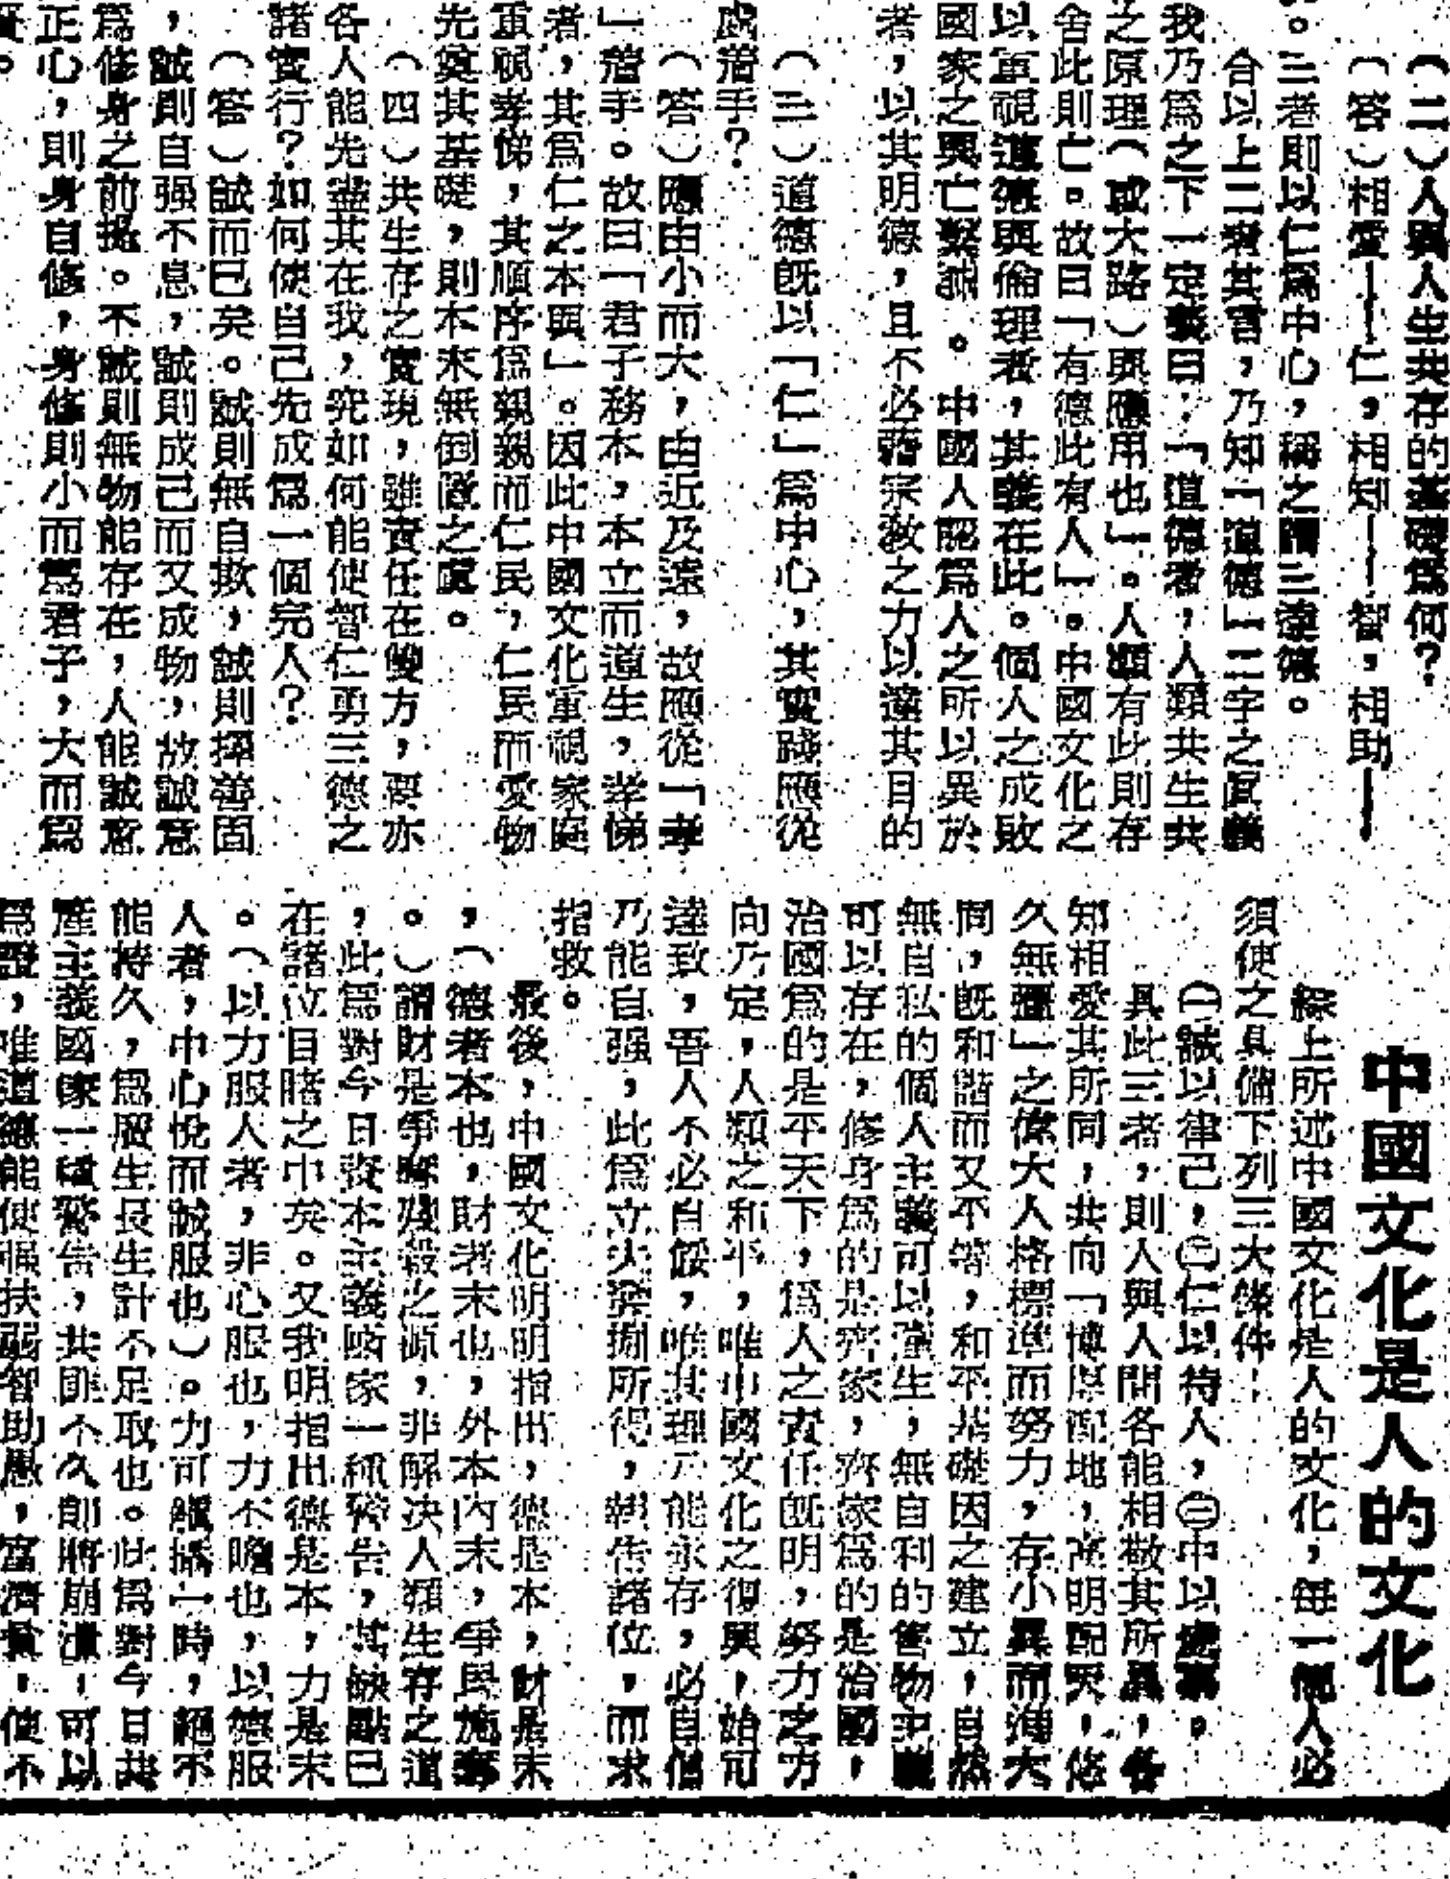 （二）人與人生共存的基礎為何？
（答）相愛——仁，相知——智，相助——
。三者則以仁爲中心，稱之謂三達德。
合以上二者其言，乃知「道德」二字之眞義
我乃爲之下一定義曰：「道德者，人類共生共
之原理（或大路）與應用也」。人類有此則存
舍此則亡。故曰「有德此有人」。中國文化之
以重視道德與倫理者，其義在此。個人之成敗
國家之興亡繫誠。中國人認爲人之所以異於
者，以其明德，且不必藉宗教之力以達其目的
（三）道德旣以「仁」爲中心，其實踐應從
處着手？
（答）應由小而大，由近及遠，故應從「孝
」着手。故曰「君子務本，本立而道生，孝悌
者，其爲仁之本與」。因此中國文化重視家庭
重視孝悌，其順序爲親親而仁民，仁民而愛物
先奠其基礎，則本末無倒置之虞。
（四）共生存之實現，雖責任在雙方，要亦
各人能先盡其在我，究如何能使智仁勇三德之
諸實行？如何使自己先成爲一個完人？
（答）誠而已矣。誠則無自欺，誠則擇善固
，誠則自强不息，誠則成己而又成物，故誠意
爲修身之前提。不誠則無物能存在，人能誠意
正心，則身自修，身修則小而爲君子，大而爲
賢。
中國文化是人的文化
綜上所述中國文化是人的文化，每一個人必
須使之具備下列三大條件：
㊀誠以律己，㊁仁以待人，㊂中以處事。
具此三者，則人與人間各能相敬其所異，各
知相愛其所同，共向「博厚配地，高明配天，悠
久無疆」之偉大人格標準而努力，存小異而海大
同，旣和諧而又不等，和平基礎因之建立，自然
無自私的個人主義可以產生，無自利的唯物主義
可以存在，修身爲的是齊家，齊家爲的是治國，
治國爲的是平天下，爲人之責任旣明，努力之方
向乃定，人類之和平，唯中國文化之復興，始可
達致，吾人不必自餒，唯其理元能永存，必自信
乃能自强，此爲立夫硏摭所得，報告諸位，而求
指敎。
最後，中國文化明明指出，德是本，財是末
，（德者本也，財者末也，外本內末，爭民施奪
。）謂財是爭奪殘殺之源，非解決人類生存之道
，此爲對今日資本主義國家一種警告，其缺點已
在諸位目睹之中矣。又我明指出德是本，力是末
。（以力服人者，非心服也，力不贍也，以德服
人者，中心悅而誠服也）。力可繼撐一時，絕不
能持久，爲廣生長生計不足取也。此爲對今日共
產主義國家一種警告，共匪不久卽將崩潰，可以
爲證，唯道德能使强扶弱智助愚，富濟貧，使不